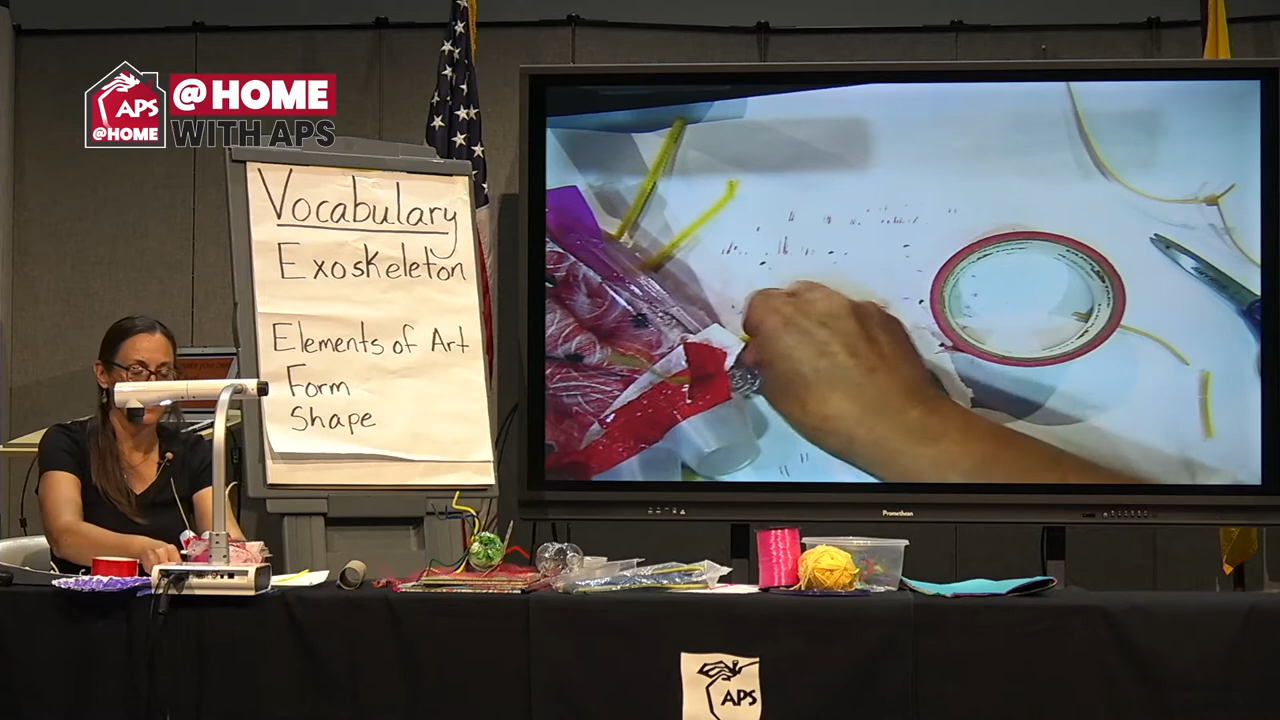 APS
@HOME
@HOME
WITH APS
Vocabulary
Exoskeleton
Elements of Art
Form
Shape
Promethean
APS